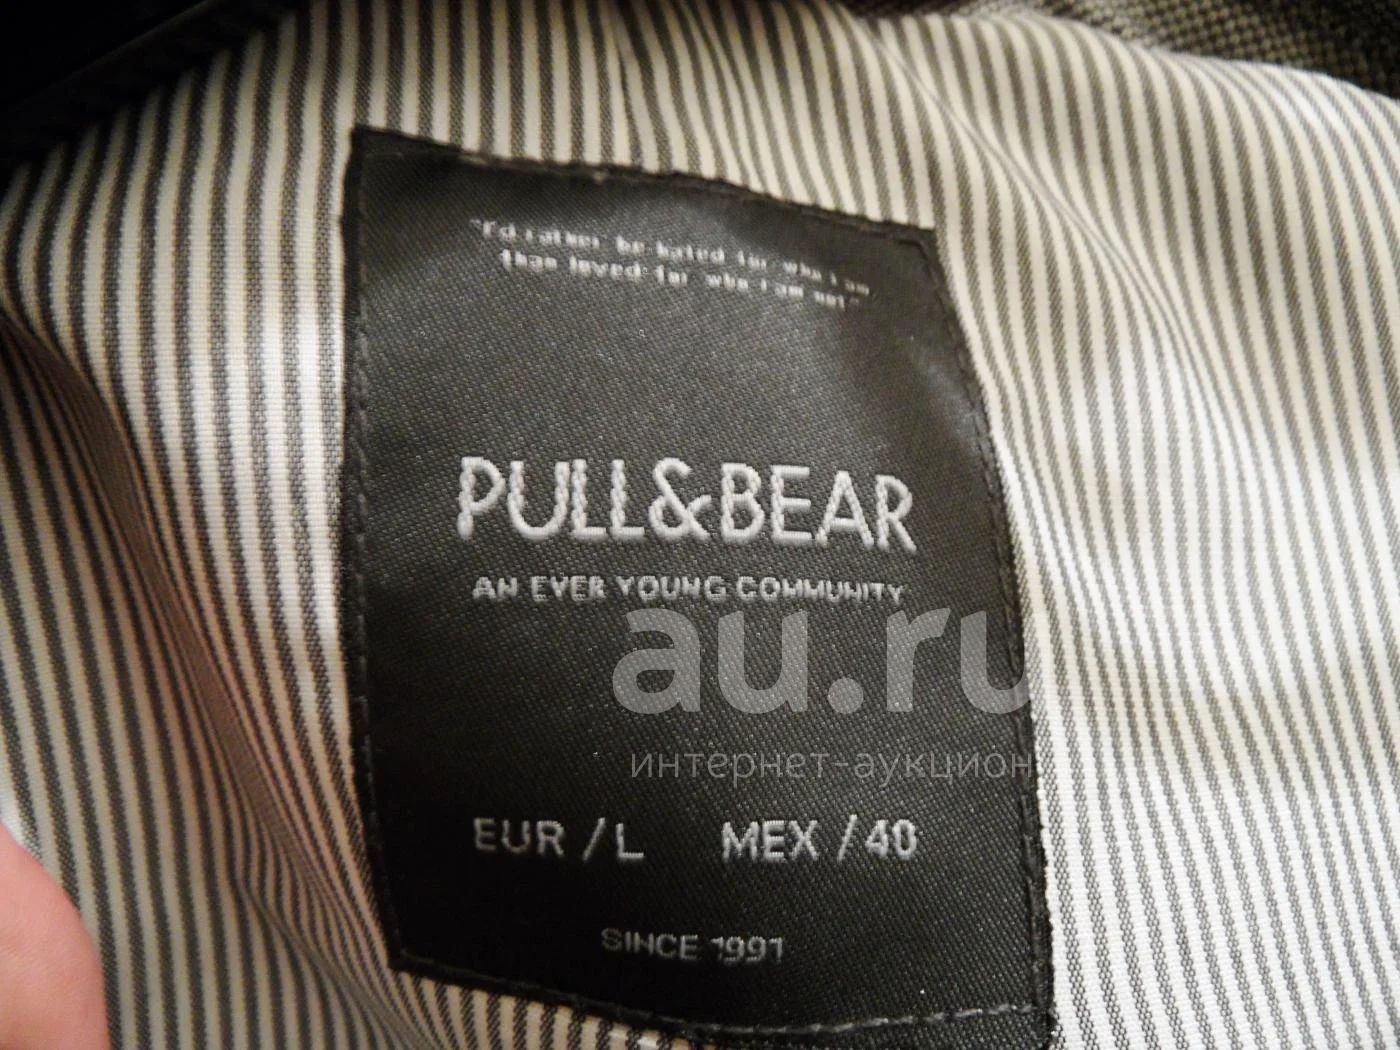 "I'd rather be hated for who I am,
than loved for who I am not"
PULL&BEAR
AN EVER YOUNG COMMUNITY
au.ru
интернет-аукцион
EUR / L MEX / 40
SINCE 1991